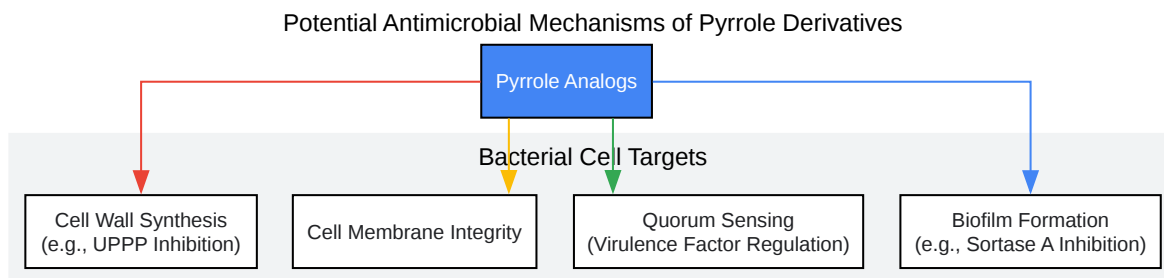 Potential Antimicrobial Mechanisms of Pyrrole Derivatives
Pyrrole Analogs
Bacterial Cell Targets
Cell Wall Synthesis
(e.g., UPPP Inhibition)
Cell Membrane Integrity
Quorum Sensing
(Virulence Factor Regulation)
Biofilm Formation
(e.g., Sortase A Inhibition)